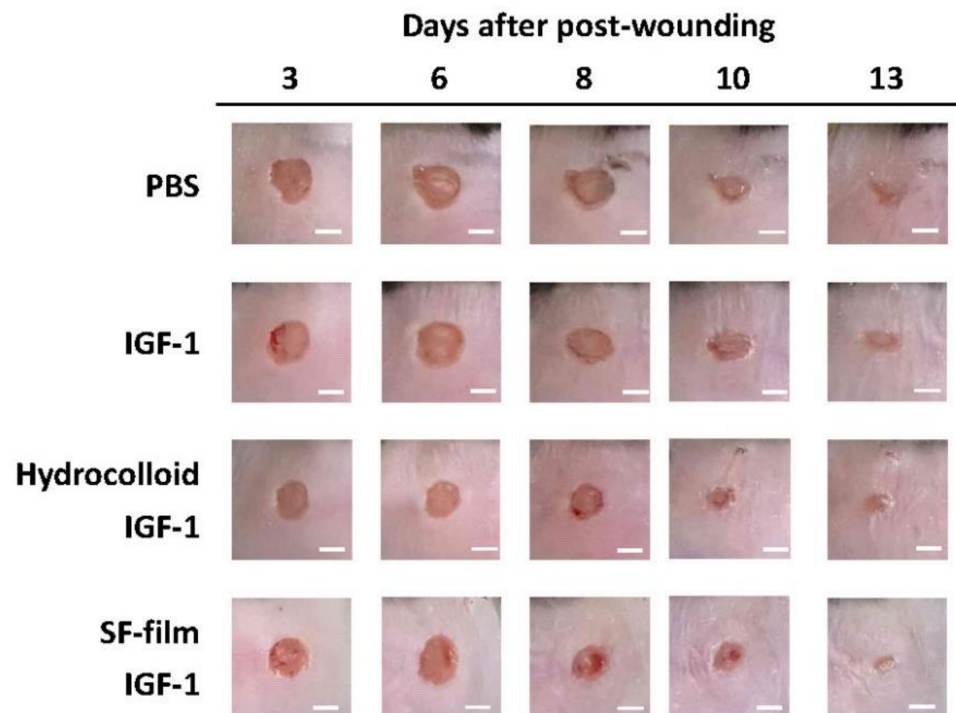 Days after post-wounding
3 6 8 10 13
PBS
IGF-1
Hydrocolloid
IGF-1
SF-film
IGF-1